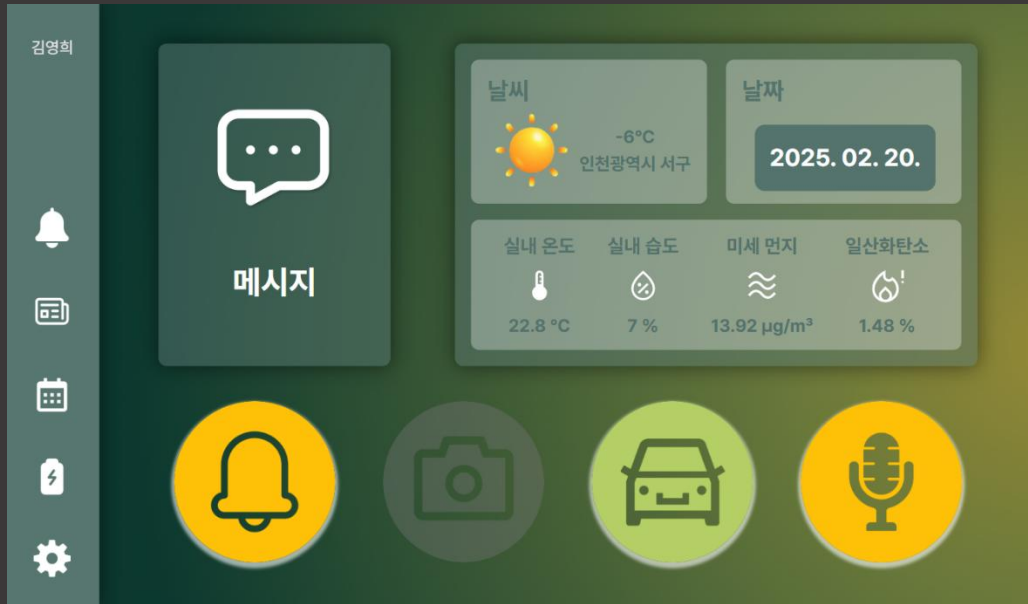 김영희
메시지
날씨
-6°C
인천광역시 서구
날짜
2025. 02. 20.
실내 온도
실내 습도
미세 먼지
일산화탄소
22.8 °C
7 %
13.92 μg/m³
1.48 %